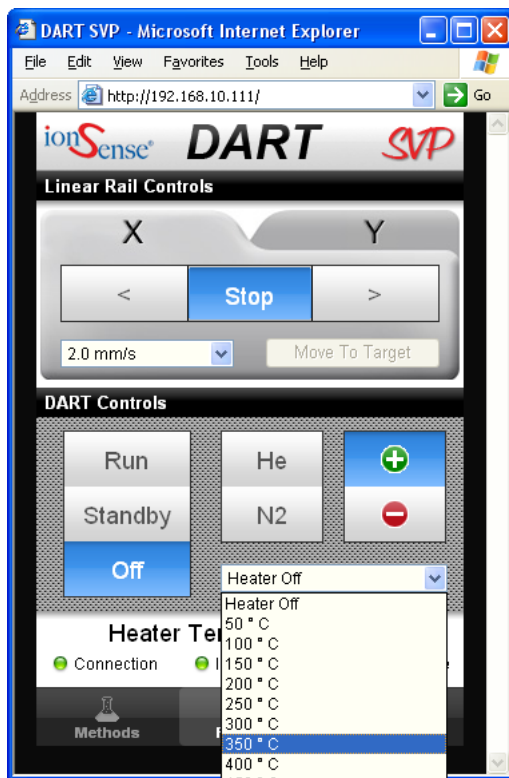 DART SVP - Microsoft Internet Explorer
File Edit View Favorites Tools Help
Address http://192.168.10.111/ Go
ionSense® DART SVP
Linear Rail Controls
X Y
< Stop >
2.0 mm/s Move To Target
DART Controls
Run He
Standby N2
Off
Heater Off
Heater Off
50 ° C
Heater
100 ° C
Connection
150 ° C
200 ° C
250 ° C
300 ° C
Methods
350 ° C
400 ° C